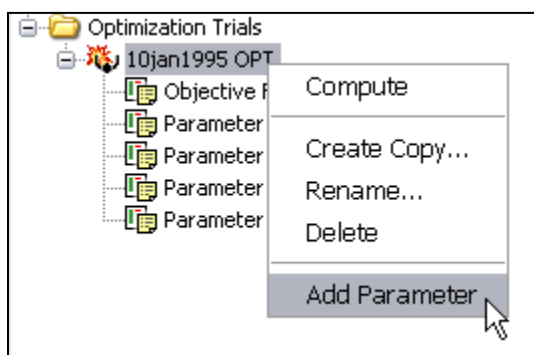 Optimization Trials
10jan1995 OPT
Objective F
Compute
Parameter
Parameter
Create Copy...
Parameter
Rename...
Parameter
Delete
Add Parameter